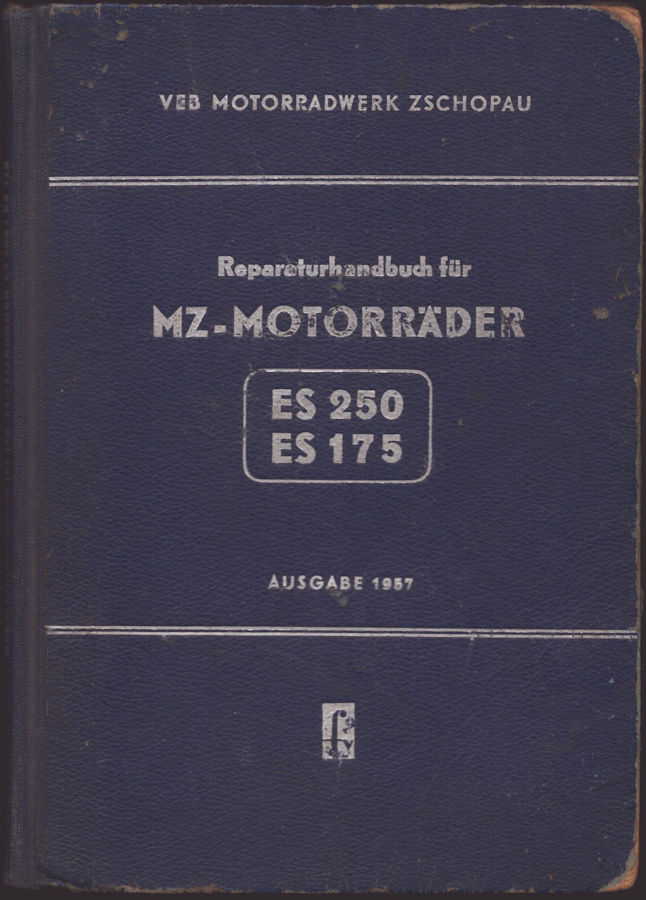 VEB MOTORRADWERK ZSCHOPAU
Reparaturhandbuch für
MZ-MOTORRÄDER
ES 250
ES 175
AUSGABE 1957